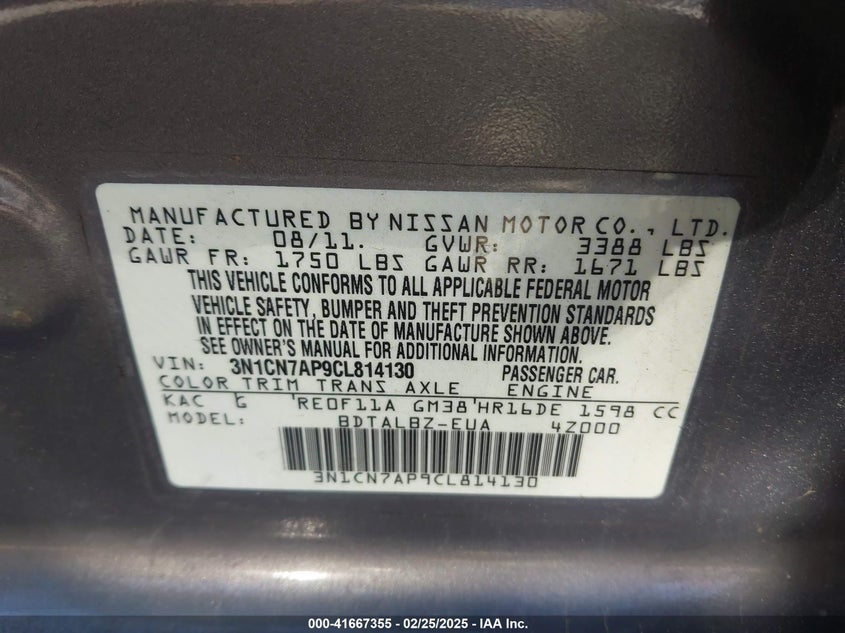 MANUFACTURED BY NISSAN MOTOR CO., LTD.
DATE: 08/11. GVWR: 3388 LBS
GAWR FR: 1750 LBS GAWR RR: 1671 LBS
THIS VEHICLE CONFORMS TO ALL APPLICABLE FEDERAL MOTOR
VEHICLE SAFETY, BUMPER AND THEFT PREVENTION STANDARDS
IN EFFECT ON THE DATE OF MANUFACTURE SHOWN ABOVE.
SEE OWNER'S MANUAL FOR ADDITIONAL INFORMATION.
VIN: 3N1CN7AP9CL814130 PASSENGER CAR.
COLOR TRIM TRANS AXLE ENGINE
KAC G RE0F11A GM38 HR16DE 1598 CC
MODEL: BDTALBZ-EUA 4Z000
3N1CN7AP9CL814130
000-41667355 - 02/25/2025 - IAA Inc.